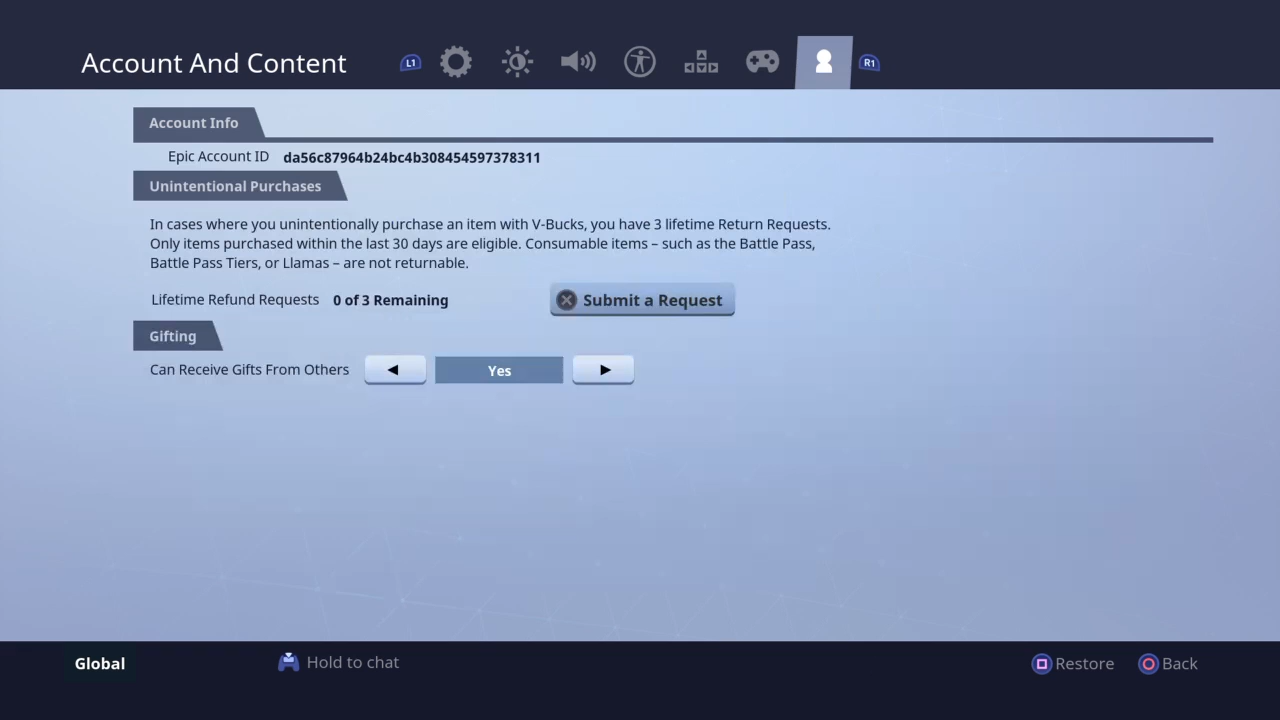 Account And Content
L1
R1
Account Info
Epic Account ID da56c87964b24bc4b308454597378311
Unintentional Purchases
In cases where you unintentionally purchase an item with V-Bucks, you have 3 lifetime Return Requests.
Only items purchased within the last 30 days are eligible. Consumable items – such as the Battle Pass,
Battle Pass Tiers, or Llamas – are not returnable.
Lifetime Refund Requests 0 of 3 Remaining Submit a Request
Gifting
Can Receive Gifts From Others Yes
Global Hold to chat Restore Back